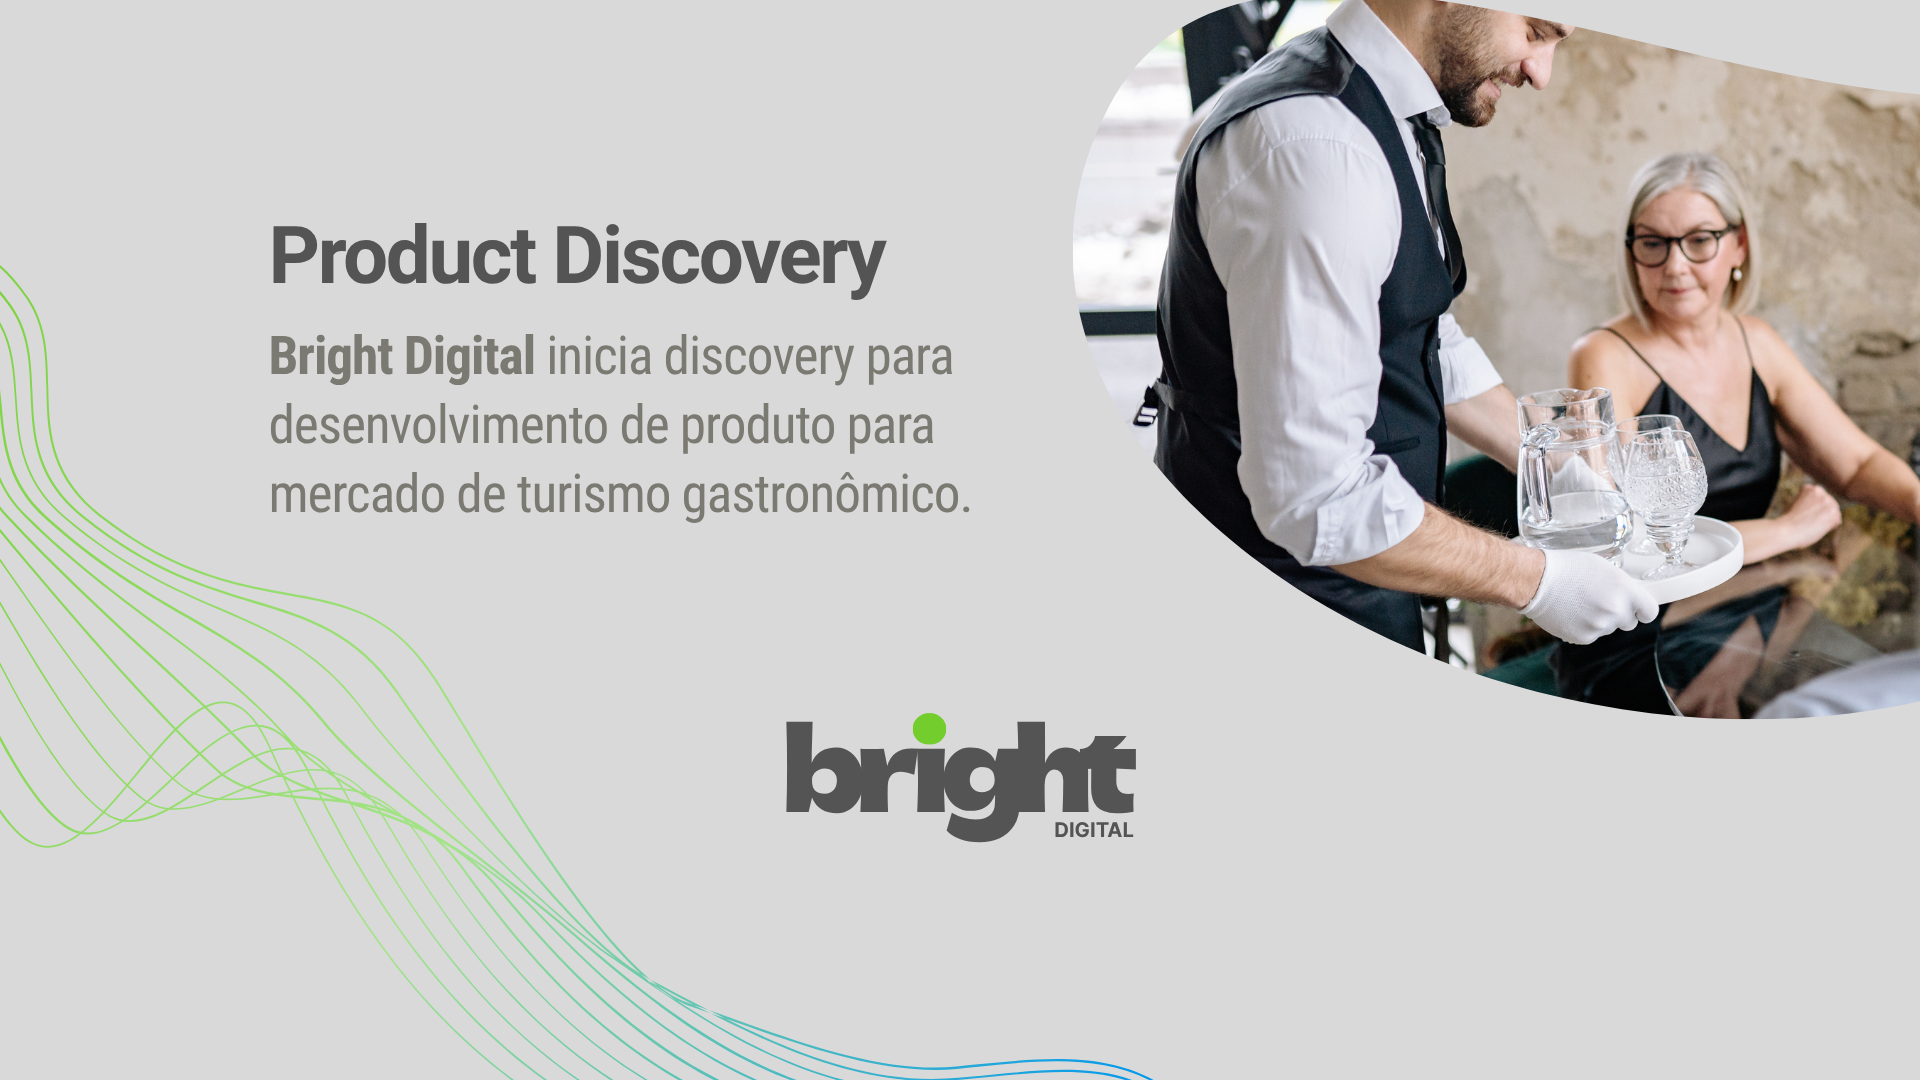 Product Discovery
Bright Digital inicia discovery para
desenvolvimento de produto para
mercado de turismo gastronômico.
bright
DIGITAL